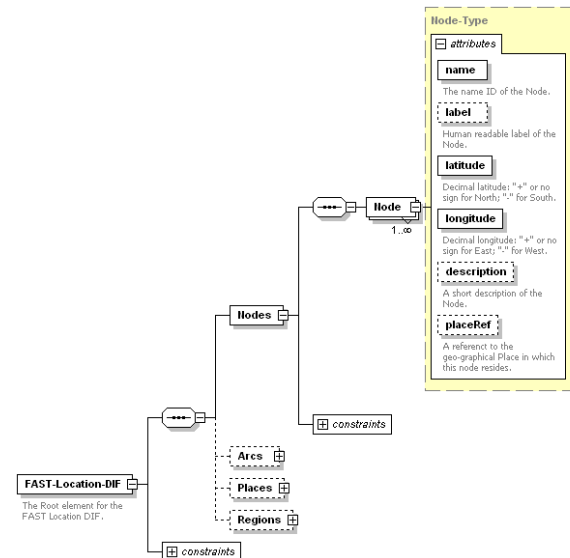 Node-Type
attributes
name
The name ID of the Node.
label
Human readable label of the
Node.
latitude
Decimal latitude: "+" or no
sign for North; "-" for South.
Node
1..∞
longitude
Decimal longitude: "+" or no
sign for East; "-" for West.
description
A short description of the
Node.
placeRef
A referenct to the
geo-graphical Place in which
this node resides.
Nodes
constraints
Arcs
Places
Regions
FAST-Location-DIF
The Root element for the
FAST Location DIF.
constraints